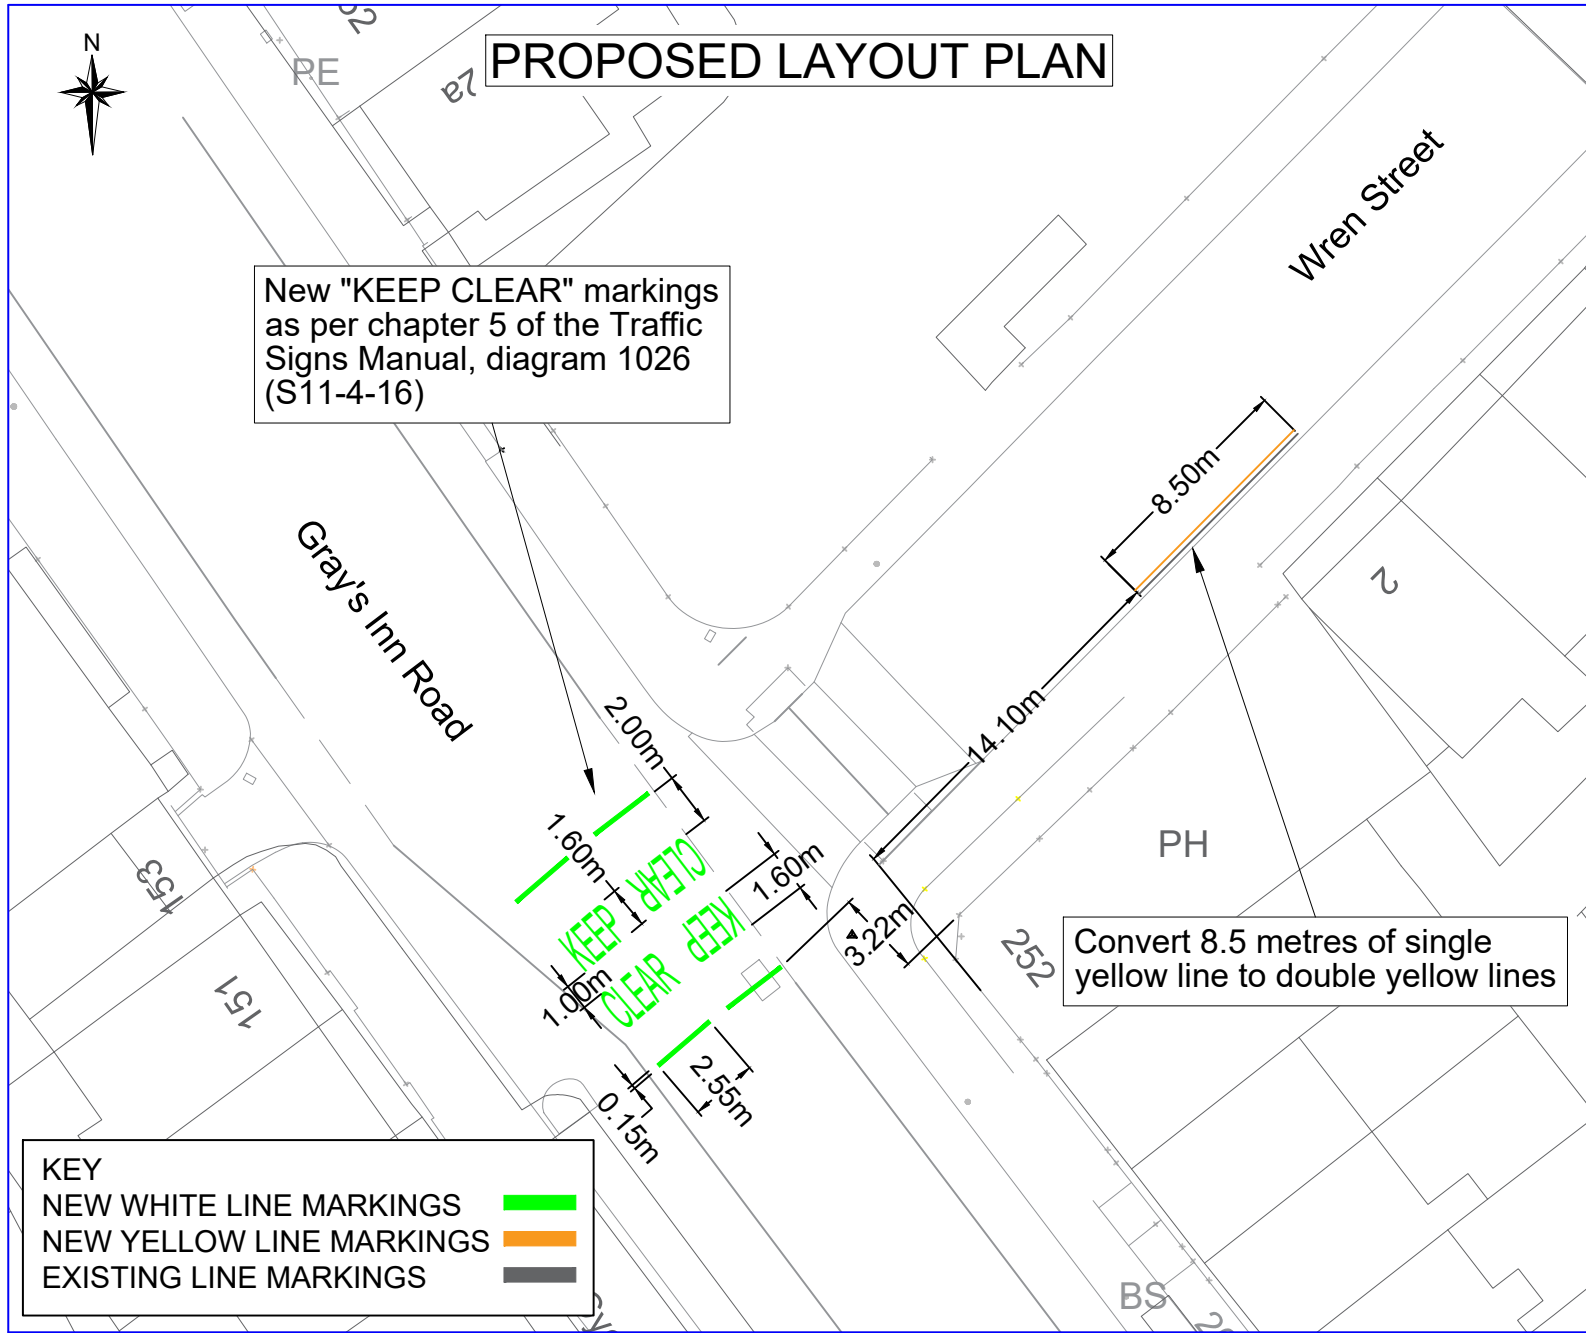 52
N
PE
2a
PROPOSED LAYOUT PLAN
Wren Street
New "KEEP CLEAR" markings
as per chapter 5 of the Traffic
Signs Manual, diagram 1026
(S11-4-16)
8.50m
Gray's Inn Road
2
14.10m
2.00m
1.60m
CLEAR
1.60m
PH
153
KEEP
KEEP
3.22m
252
Convert 8.5 metres of single
yellow line to double yellow lines
151
1.00m
CLEAR
2.55m
0.15m
KEY
NEW WHITE LINE MARKINGS
NEW YELLOW LINE MARKINGS
EXISTING LINE MARKINGS
BS